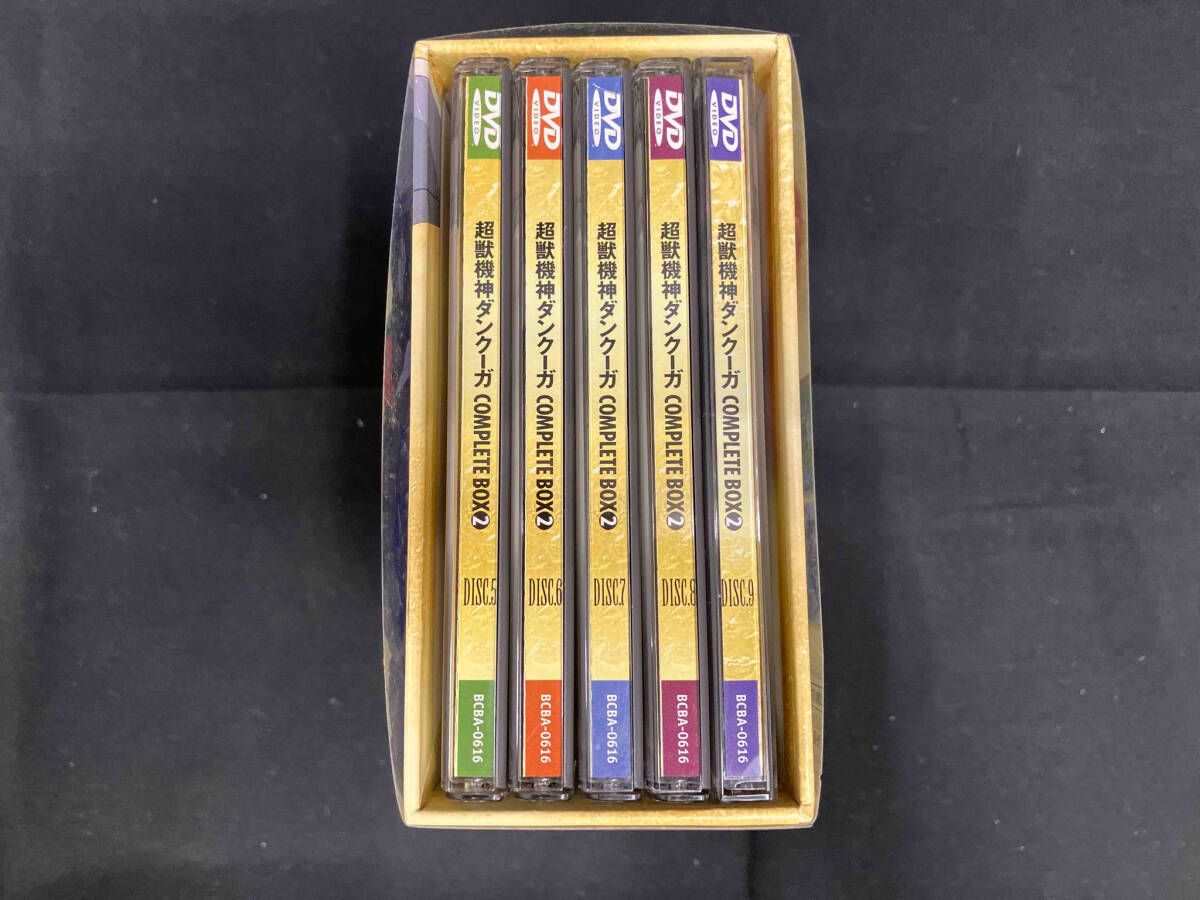 DVD VIDEO
超獣機神ダンクーガ COMPLETE BOX 2
DISC.5
BCBA-0616
DVD VIDEO
超獣機神ダンクーガ COMPLETE BOX 2
DISC.6
BCBA-0616
DVD VIDEO
超獣機神ダンクーガ COMPLETE BOX 2
DISC.7
BCBA-0616
DVD VIDEO
超獣機神ダンクーガ COMPLETE BOX 2
DISC.8
BCBA-0616
DVD VIDEO
超獣機神ダンクーガ COMPLETE BOX 2
DISC.9
BCBA-0616